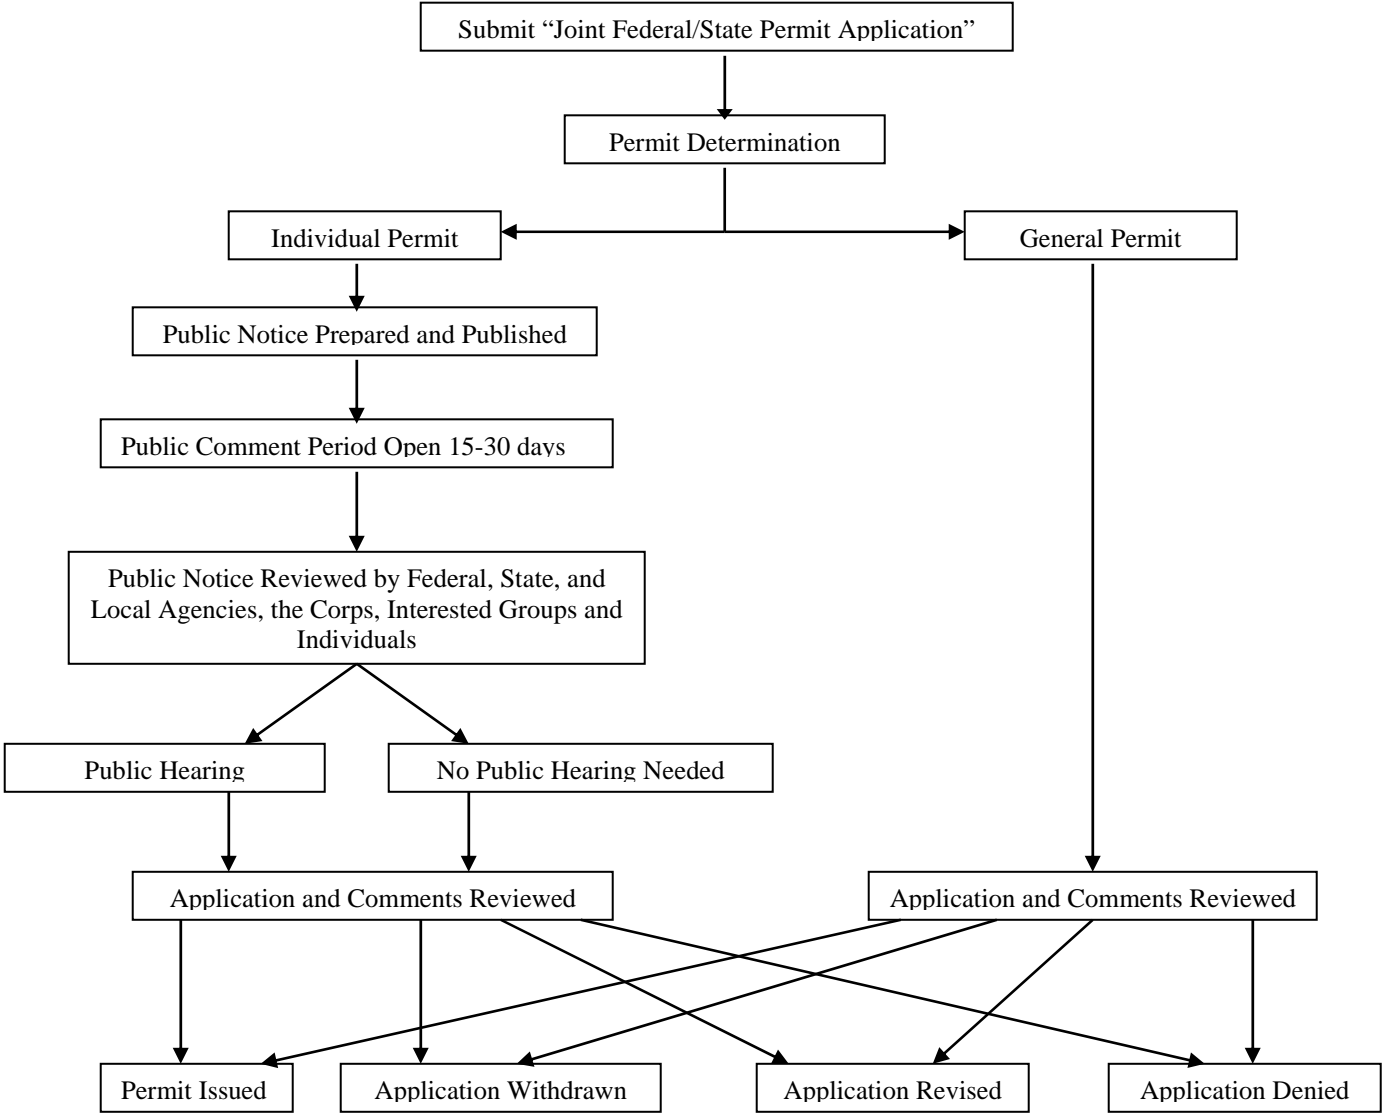 Submit “Joint Federal/State Permit Application”
Permit Determination
Individual Permit
General Permit
Public Notice Prepared and Published
Public Comment Period Open 15-30 days
Public Notice Reviewed by Federal, State, and
Local Agencies, the Corps, Interested Groups and
Individuals
Public Hearing
No Public Hearing Needed
Application and Comments Reviewed
Application and Comments Reviewed
Permit Issued
Application Withdrawn
Application Revised
Application Denied